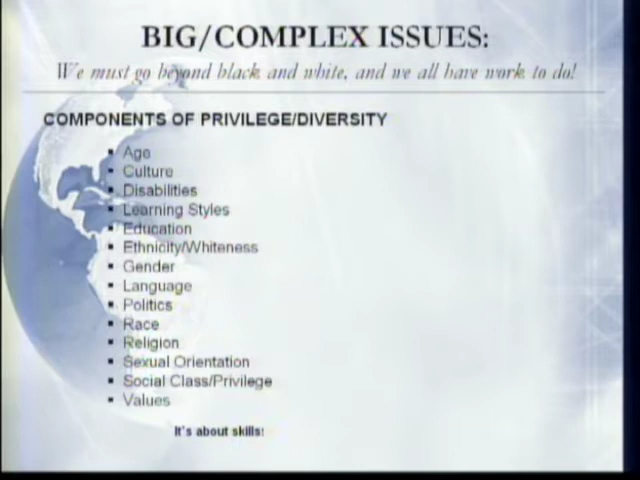 BIG/COMPLEX ISSUES:
We must go beyond black and white, and we all have work to do!
COMPONENTS OF PRIVILEGE/DIVERSITY
▪ Age
▪ Culture
▪ Disabilities
▪ Learning Styles
▪ Education
▪ Ethnicity/Whiteness
▪ Gender
▪ Language
▪ Politics
▪ Race
▪ Religion
▪ Sexual Orientation
▪ Social Class/Privilege
▪ Values
It's about skills!